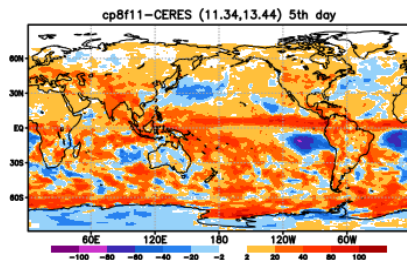 cp8f11-CERES (11.34,13.44) 5th day
60N
30N
EQ
30S
60S
60E 120E 180 120W 60W
-100 -80 -60 -40 -20 -2 2 20 40 60 80 100